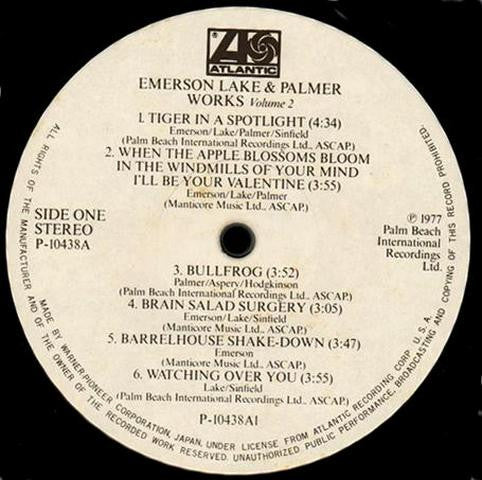 ATLANTIC
EMERSON LAKE & PALMER
WORKS Volume 2
1. TIGER IN A SPOTLIGHT (4:34)
Emerson/Lake/Palmer/Sinfield
(Palm Beach International Recordings Ltd., ASCAP.)
2. WHEN THE APPLE BLOSSOMS BLOOM
IN THE WINDMILLS OF YOUR MIND
I'LL BE YOUR VALENTINE (3:55)
Emerson/Lake/Palmer
(Manticore Music Ltd., ASCAP.)
SIDE ONE
STEREO
P-10438A
℗ 1977
Palm Beach
International
Recordings
Ltd.
3. BULLFROG (3:52)
Palmer/Aspery/Hodgkinson
(Palm Beach International Recordings Ltd., ASCAP.)
4. BRAIN SALAD SURGERY (3:05)
Emerson/Lake/Sinfield
(Manticore Music Ltd., ASCAP.)
5. BARRELHOUSE SHAKE-DOWN (3:47)
Emerson
(Manticore Music Ltd., ASCAP.)
6. WATCHING OVER YOU (3:55)
Lake/Sinfield
(Palm Beach International Recordings Ltd., ASCAP.)
P-10438A1
MADE BY WARNER-PIONEER CORPORATION, JAPAN, UNDER LICENSE FROM ATLANTIC RECORDING CORP., U.S.A.
ALL RIGHTS OF THE MANUFACTURER AND OF THE OWNER OF THE RECORDED WORK RESERVED. UNAUTHORIZED PUBLIC PERFORMANCE, BROADCASTING AND COPYING OF THIS RECORD PROHIBITED.